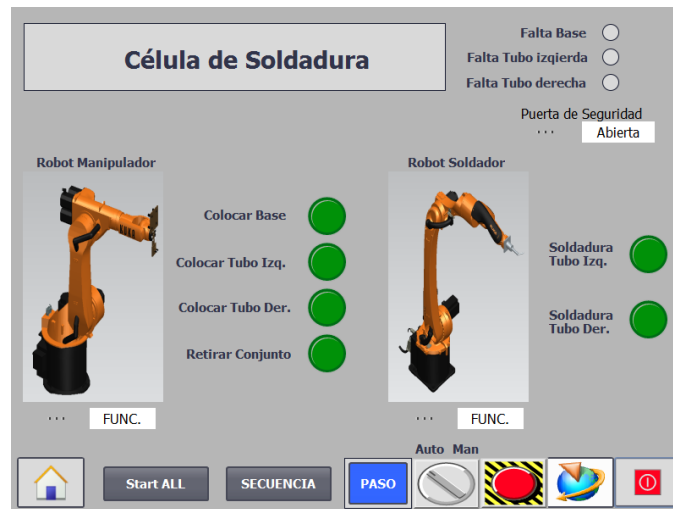 Célula de Soldadura
Falta Base
Falta Tubo izqierda
Falta Tubo derecha
Puerta de Seguridad
... Abierta
Robot Manipulador
Robot Soldador
Colocar Base
Colocar Tubo Izq.
Colocar Tubo Der.
Retirar Conjunto
Soldadura
Tubo Izq.
Soldadura
Tubo Der.
... FUNC.
... FUNC.
Auto Man
Start ALL
SECUENCIA
PASO